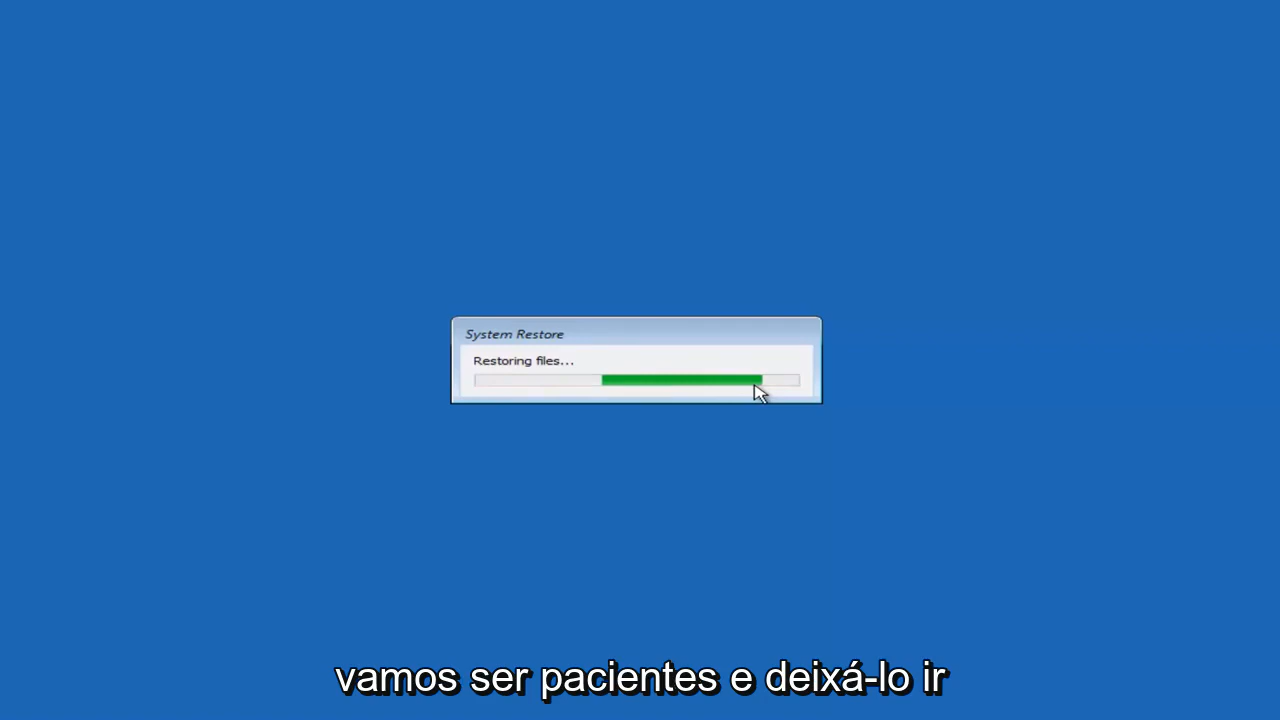 System Restore
Restoring files...
vamos ser pacientes e deixá-lo ir